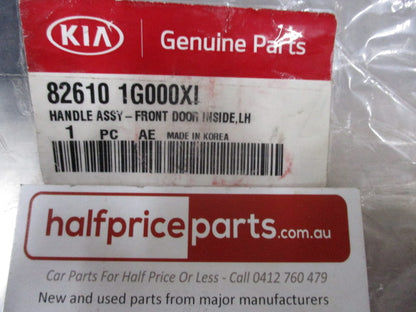 KIA Genuine Parts
82610 1G000XI
HANDLE ASSY-FRONT DOOR INSIDE,LH
1 PC AE MADE IN KOREA
halfpriceparts.com.au
Car Parts For Half Price Or Less - Call 0412 760 479
New and used parts from major manufacturers